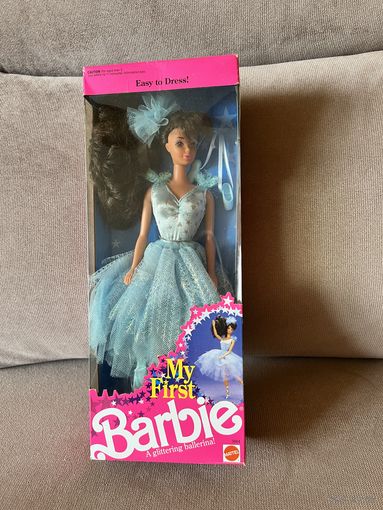 Easy to Dress!
My
First
Barbie
A glittering ballerina!
MATTEL